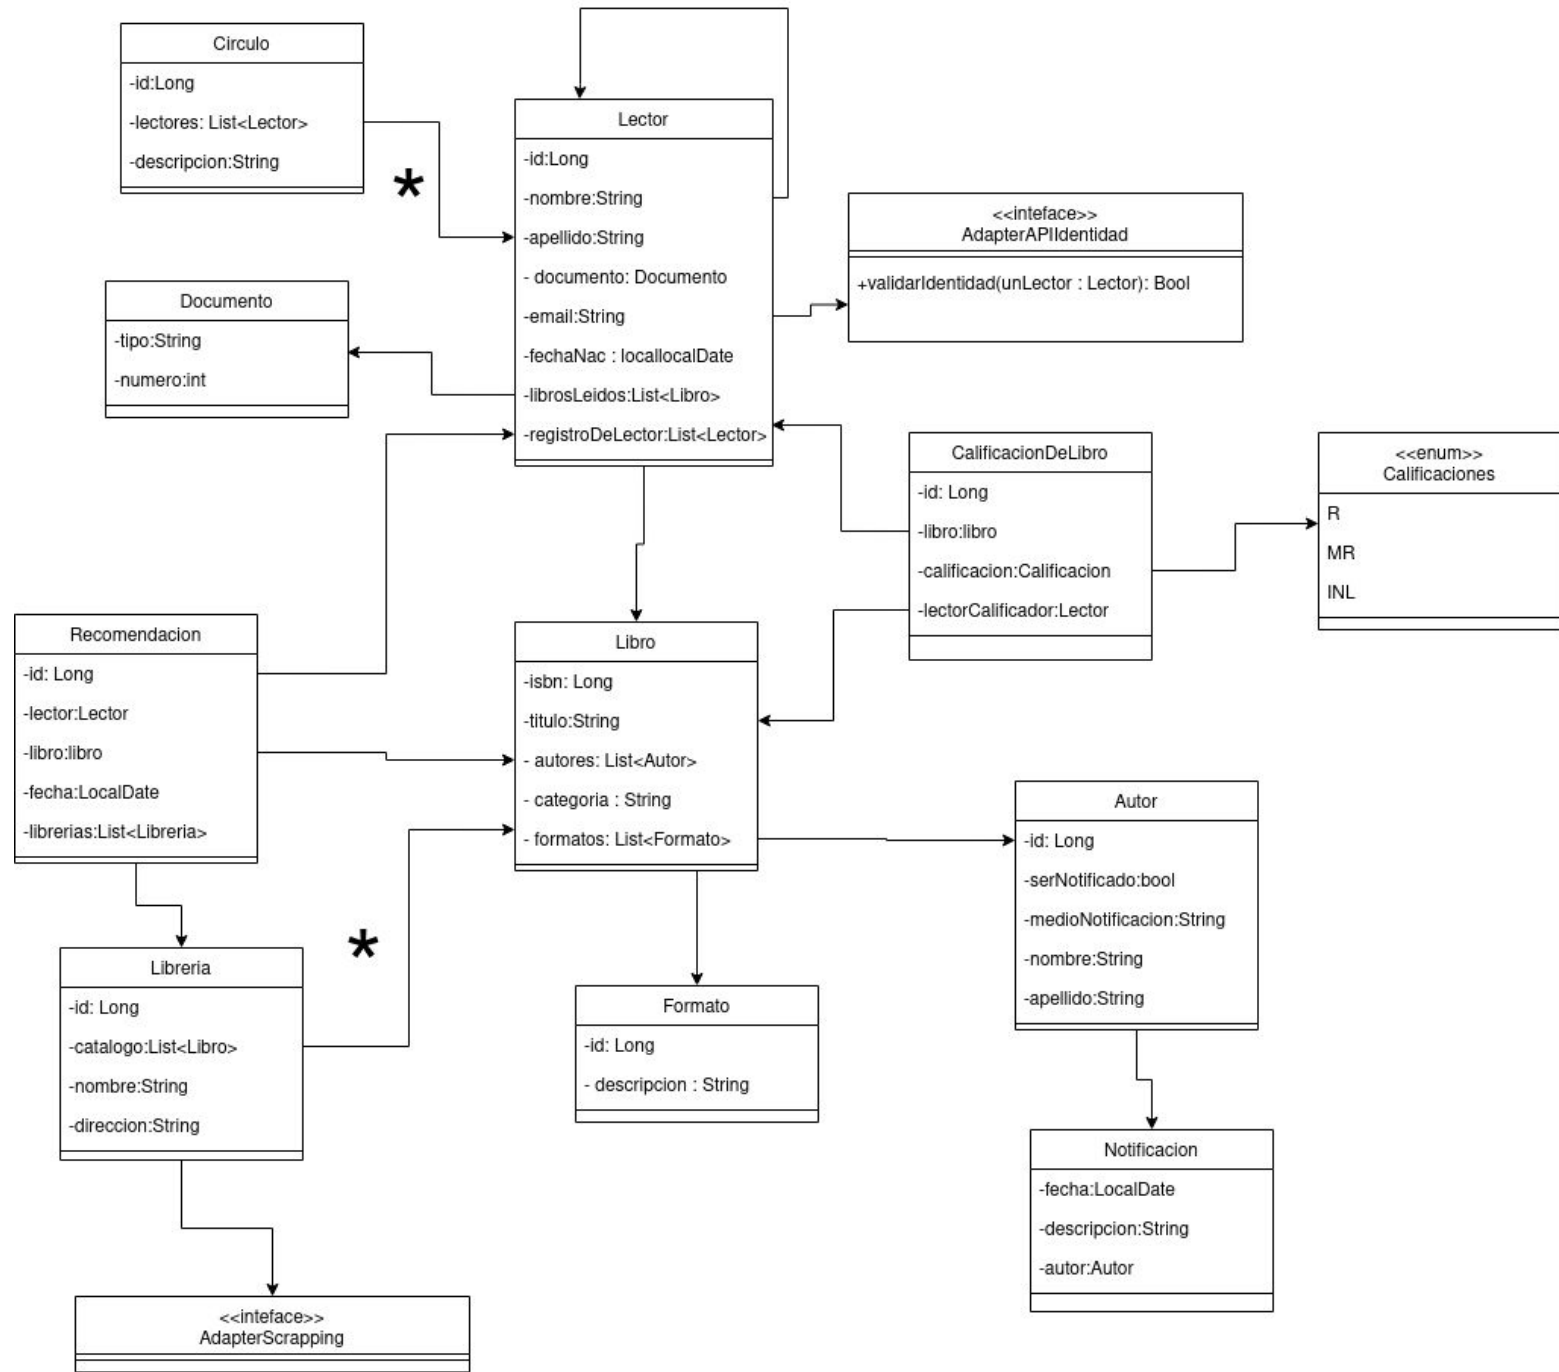 Circulo
-id:Long
-lectores: List<Lector>
-descripcion:String
*
Lector
-id:Long
-nombre:String
-apellido:String
- documento: Documento
-email:String
-fechaNac : locallocalDate
-librosLeidos:List<Libro>
-registroDeLector:List<Lector>
<<inteface>>
AdapterAPIIdentidad
+validarIdentidad(unLector : Lector): Bool
Documento
-tipo:String
-numero:int
CalificacionDeLibro
-id: Long
-libro:libro
-calificacion:Calificacion
-lectorCalificador:Lector
<<enum>>
Calificaciones
R
MR
INL
Recomendacion
-id: Long
-lector:Lector
-libro:libro
-fecha:LocalDate
-librerias:List<Libreria>
Libro
-isbn: Long
-titulo:String
- autores: List<Autor>
- categoria : String
- formatos: List<Formato>
Autor
-id: Long
-serNotificado:bool
-medioNotificacion:String
-nombre:String
-apellido:String
*
Libreria
-id: Long
-catalogo:List<Libro>
-nombre:String
-direccion:String
Formato
-id: Long
- descripcion : String
Notificacion
-fecha:LocalDate
-descripcion:String
-autor:Autor
<<inteface>>
AdapterScrapping